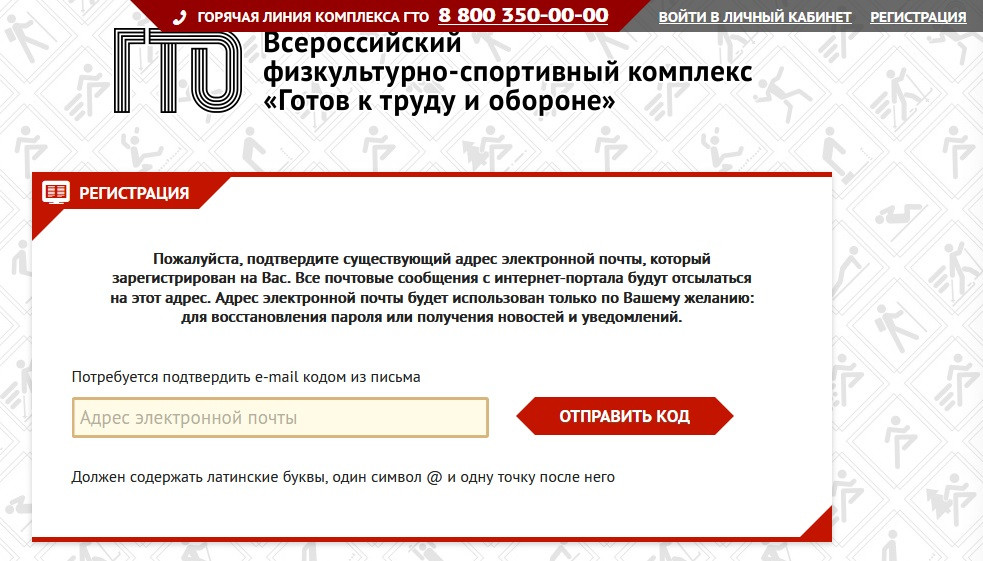 ГОРЯЧАЯ ЛИНИЯ КОМПЛЕКСА ГТО 8 800 350-00-00 ВОЙТИ В ЛИЧНЫЙ КАБИНЕТ РЕГИСТРАЦИЯ
ГТО
Всероссийский
физкультурно-спортивный комплекс
«Готов к труду и обороне»
РЕГИСТРАЦИЯ
Пожалуйста, подтвердите существующий адрес электронной почты, который
зарегистрирован на Вас. Все почтовые сообщения с интернет-портала будут отсылаться
на этот адрес. Адрес электронной почты будет использован только по Вашему желанию:
для восстановления пароля или получения новостей и уведомлений.
Потребуется подтвердить e-mail кодом из письма
Адрес электронной почты ОТПРАВИТЬ КОД
Должен содержать латинские буквы, один символ @ и одну точку после него